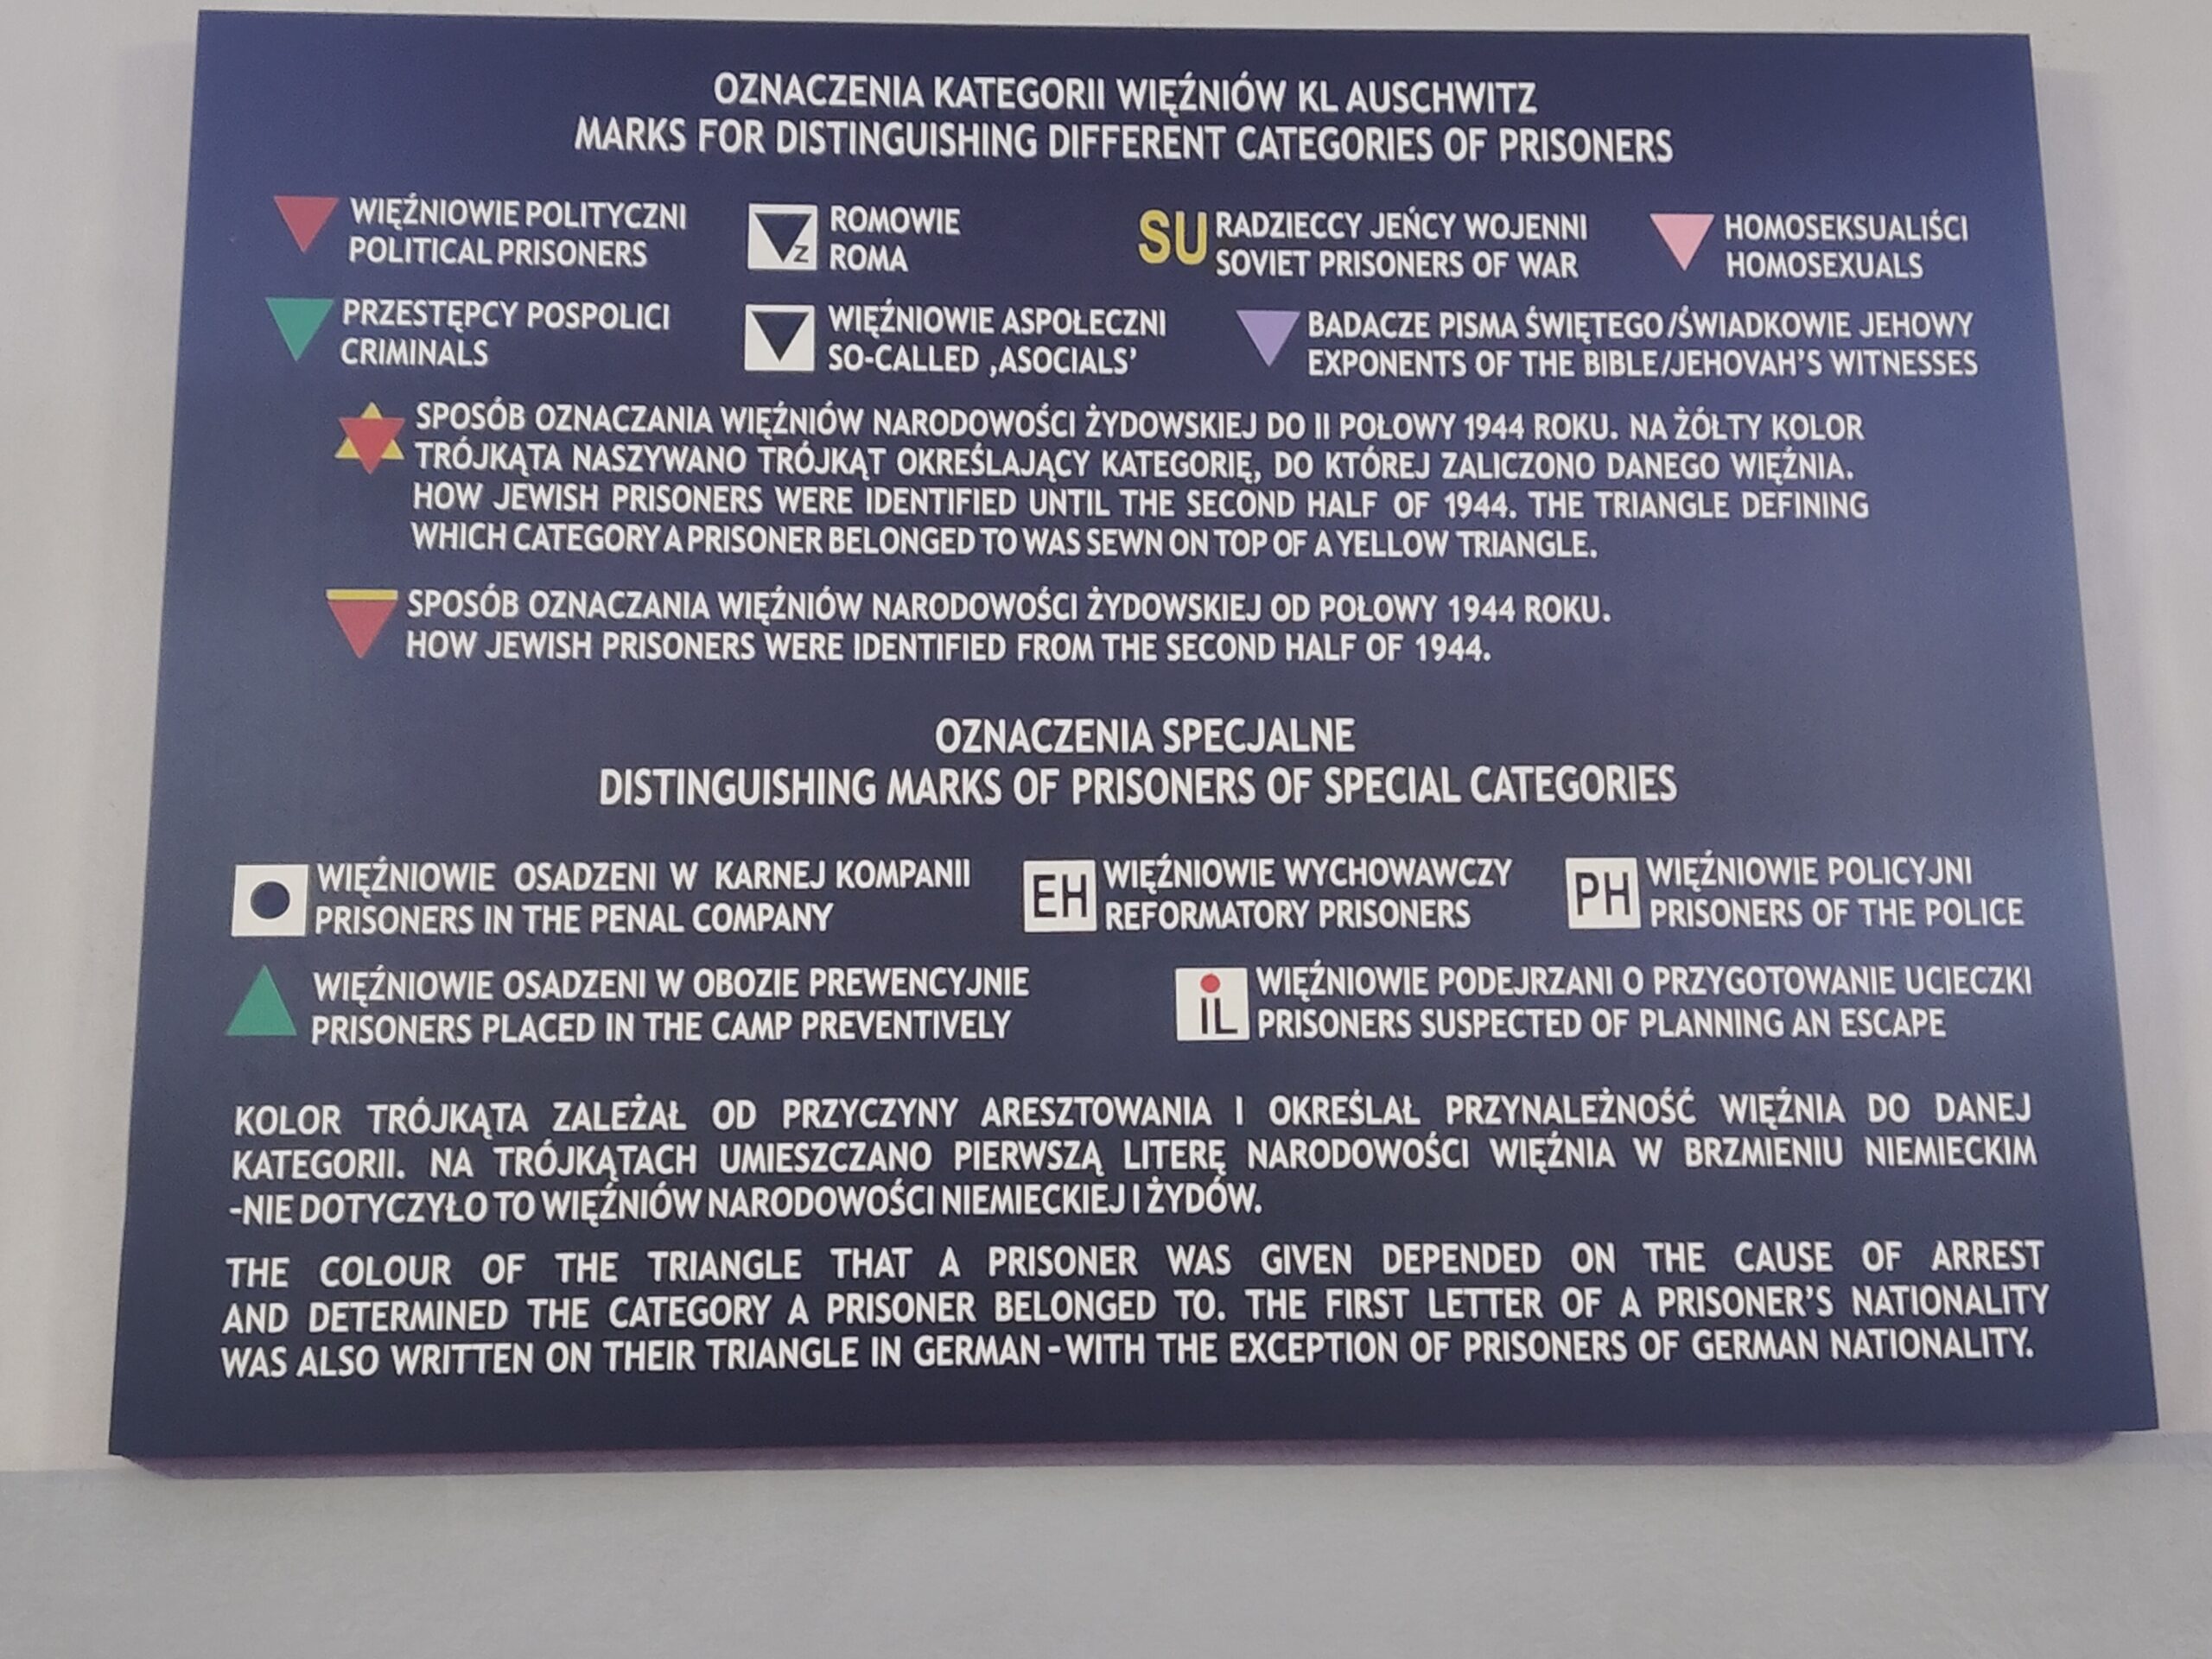 OZNACZENIA KATEGORII WIĘŹNIÓW KL AUSCHWITZ
MARKS FOR DISTINGUISHING DIFFERENT CATEGORIES OF PRISONERS
WIĘŹNIOWIE POLITYCZNI
POLITICAL PRISONERS
Z
ROMOWIE
ROMA
SU
RADZIECCY JEŃCY WOJENNI
SOVIET PRISONERS OF WAR
HOMOSEKSUALIŚCI
HOMOSEXUALS
PRZESTĘPCY POSPOLICI
CRIMINALS
WIĘŹNIOWIE ASPOŁECZNI
SO-CALLED ‚ASOCIALS’
BADACZE PISMA ŚWIĘTEGO/ŚWIADKOWIE JEHOWY
EXPONENTS OF THE BIBLE/JEHOVAH’S WITNESSES
SPOSÓB OZNACZANIA WIĘŹNIÓW NARODOWOŚCI ŻYDOWSKIEJ DO II POŁOWY 1944 ROKU. NA ŻÓŁTY KOLOR
TRÓJKĄTA NASZYWANO TRÓJKĄT OKREŚLAJĄCY KATEGORIĘ, DO KTÓREJ ZALICZONO DANEGO WIĘŹNIA.
HOW JEWISH PRISONERS WERE IDENTIFIED UNTIL THE SECOND HALF OF 1944. THE TRIANGLE DEFINING
WHICH CATEGORY A PRISONER BELONGED TO WAS SEWN ON TOP OF A YELLOW TRIANGLE.
SPOSÓB OZNACZANIA WIĘŹNIÓW NARODOWOŚCI ŻYDOWSKIEJ OD POŁOWY 1944 ROKU.
HOW JEWISH PRISONERS WERE IDENTIFIED FROM THE SECOND HALF OF 1944.
OZNACZENIA SPECJALNE
DISTINGUISHING MARKS OF PRISONERS OF SPECIAL CATEGORIES
WIĘŹNIOWIE OSADZENI W KARNEJ KOMPANII
PRISONERS IN THE PENAL COMPANY
EH
WIĘŹNIOWIE WYCHOWAWCZY
REFORMATORY PRISONERS
PH
WIĘŹNIOWIE POLICYJNI
PRISONERS OF THE POLICE
WIĘŹNIOWIE OSADZENI W OBOZIE PREWENCYJNIE
PRISONERS PLACED IN THE CAMP PREVENTIVELY
iL
WIĘŹNIOWIE PODEJRZANI O PRZYGOTOWANIE UCIECZKI
PRISONERS SUSPECTED OF PLANNING AN ESCAPE
KOLOR TRÓJKĄTA ZALEŻAŁ OD PRZYCZYNY ARESZTOWANIA I OKREŚLAŁ PRZYNALEŻNOŚĆ WIĘŹNIA DO DANEJ
KATEGORII. NA TRÓJKĄTACH UMIESZCZANO PIERWSZĄ LITERĘ NARODOWOŚCI WIĘŹNIA W BRZMIENIU NIEMIECKIM
-NIE DOTYCZYŁO TO WIĘŹNIÓW NARODOWOŚCI NIEMIECKIEJ I ŻYDÓW.
THE COLOUR OF THE TRIANGLE THAT A PRISONER WAS GIVEN DEPENDED ON THE CAUSE OF ARREST
AND DETERMINED THE CATEGORY A PRISONER BELONGED TO. THE FIRST LETTER OF A PRISONER’S NATIONALITY
WAS ALSO WRITTEN ON THEIR TRIANGLE IN GERMAN -WITH THE EXCEPTION OF PRISONERS OF GERMAN NATIONALITY.